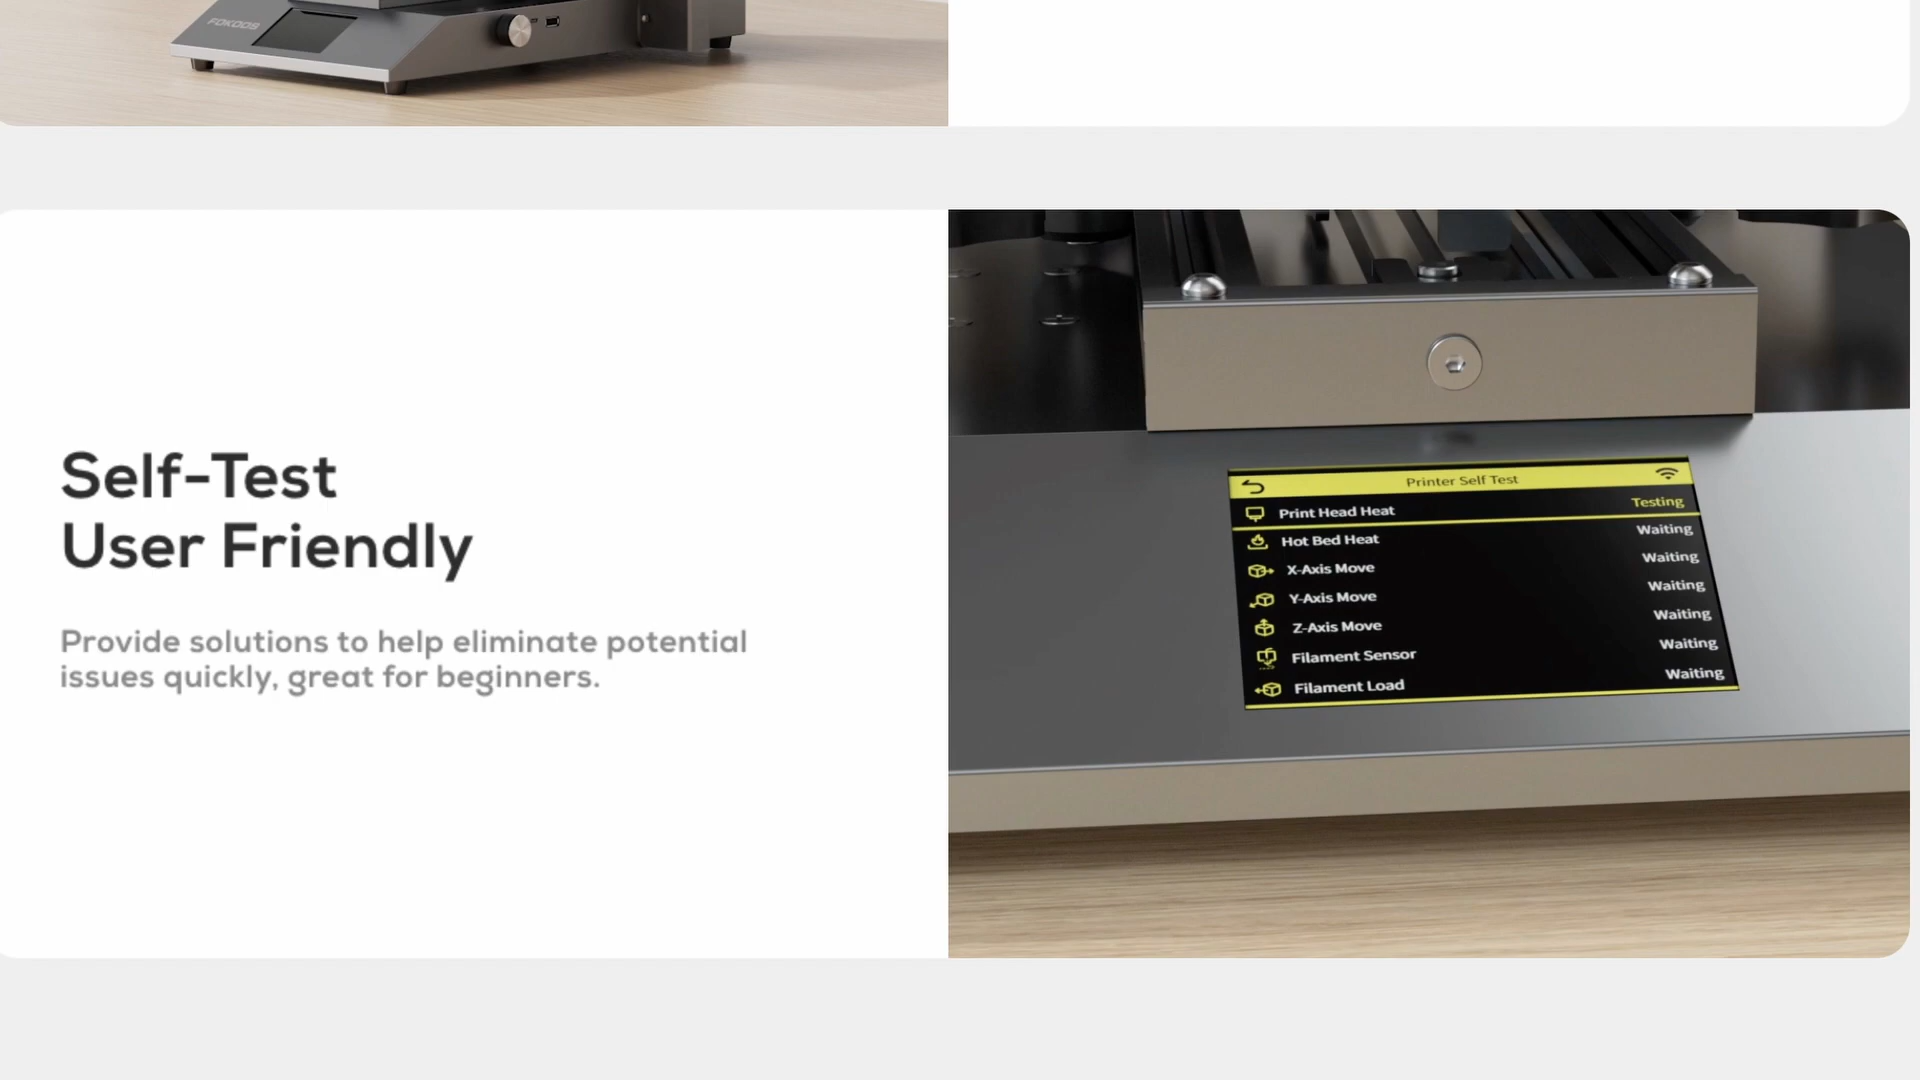 FOKOOS
Self-Test
User Friendly
Provide solutions to help eliminate potential
issues quickly, great for beginners.
Printer Self Test
Print Head Heat Testing
Hot Bed Heat Waiting
X-Axis Move Waiting
Y-Axis Move Waiting
Z-Axis Move Waiting
Filament Sensor Waiting
Filament Load Waiting